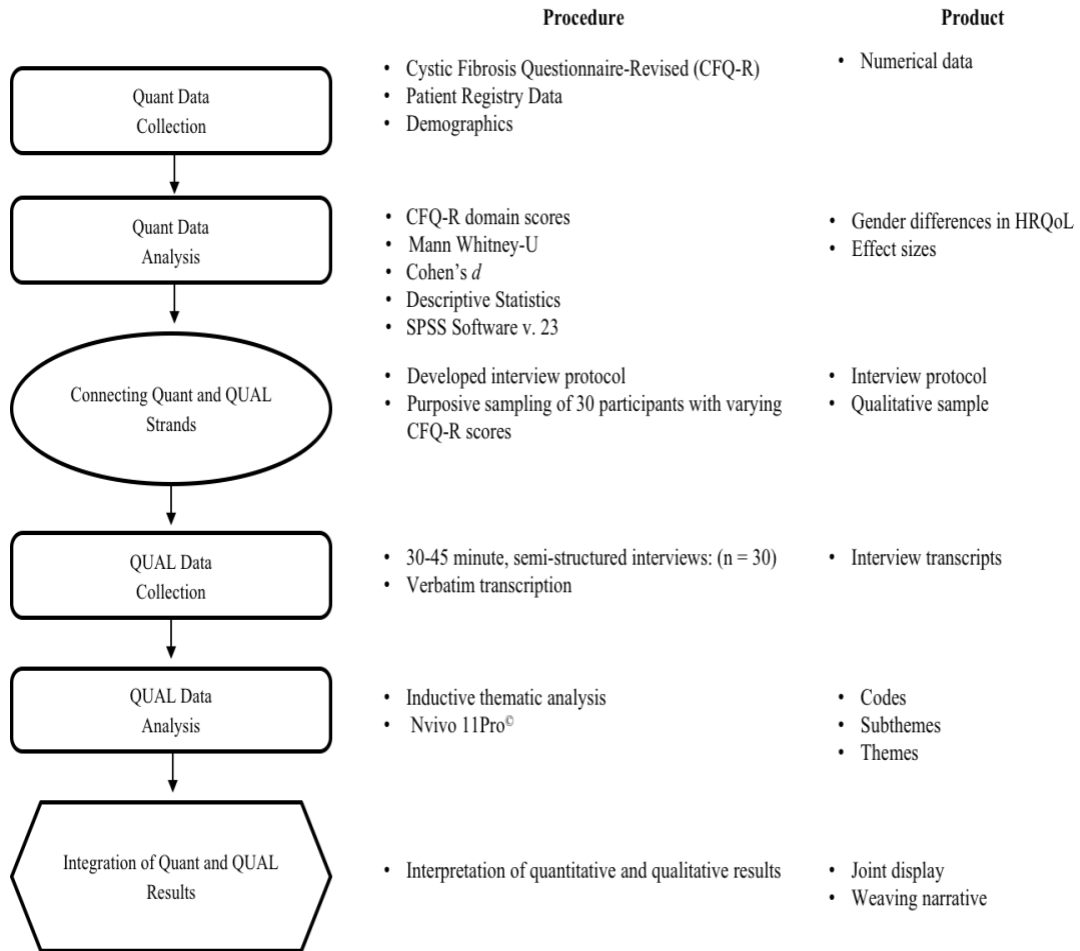 Procedure
Product
Quant Data
Collection
• Cystic Fibrosis Questionnaire-Revised (CFQ-R)
• Patient Registry Data
• Demographics
• Numerical data
Quant Data
Analysis
• CFQ-R domain scores
• Mann Whitney-U
• Cohen's d
• Descriptive Statistics
• SPSS Software v. 23
• Gender differences in HRQoL
• Effect sizes
Connecting Quant and QUAL
Strands
• Developed interview protocol
• Purposive sampling of 30 participants with varying
CFQ-R scores
• Interview protocol
• Qualitative sample
QUAL Data
Collection
• 30-45 minute, semi-structured interviews: (n = 30)
• Verbatim transcription
• Interview transcripts
QUAL Data
Analysis
• Inductive thematic analysis
• Nvivo 11Pro©
• Codes
• Subthemes
• Themes
Integration of Quant and QUAL
Results
• Interpretation of quantitative and qualitative results
• Joint display
• Weaving narrative